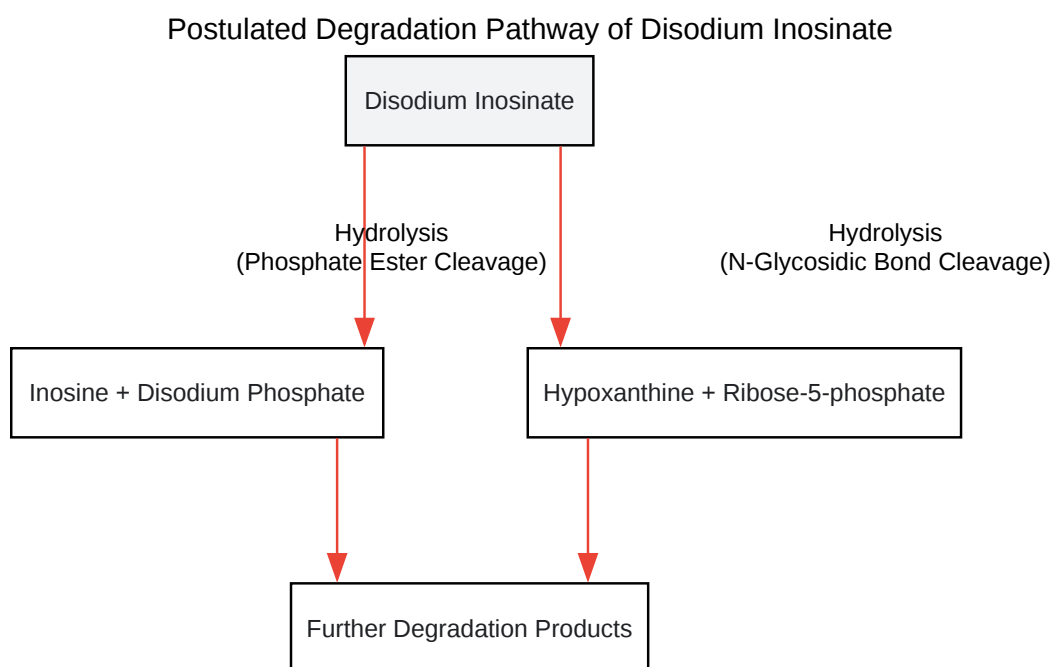 Postulated Degradation Pathway of Disodium Inosinate
Disodium Inosinate
Hydrolysis
(Phosphate Ester Cleavage)
Hydrolysis
(N-Glycosidic Bond Cleavage)
Inosine + Disodium Phosphate
Hypoxanthine + Ribose-5-phosphate
Further Degradation Products